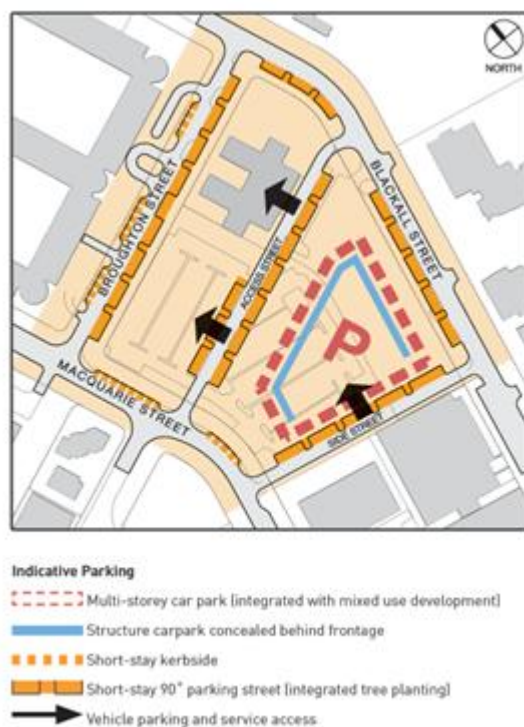 NORTH
BROUGHTON STREET
BLACKALL STREET
ACCESS STREET
P
MACQUARIE STREET
SIDE STREET
Indicative Parking
Multi-storey car park [integrated with mixed use development]
Structure carpark concealed behind frontage
Short-stay kerbside
Short-stay 90° parking street [integrated tree planting]
Vehicle parking and service access